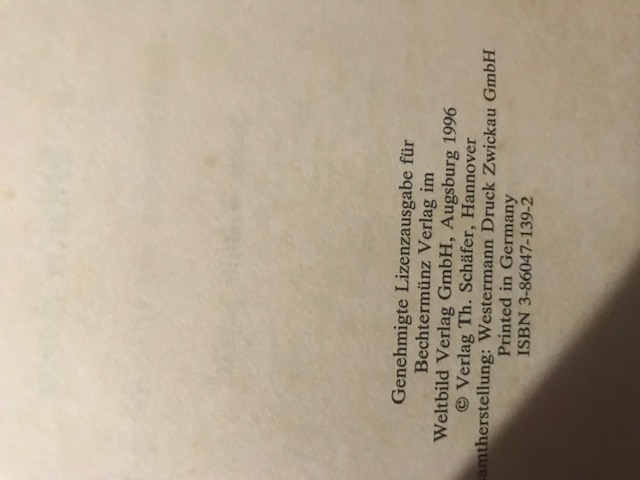 Genehmigte Lizenzausgabe für
Bechtermünz Verlag im
Weltbild Verlag GmbH, Augsburg 1996
© Verlag Th. Schäfer, Hannover
amtherstellung: Westermann Druck Zwickau GmbH
Printed in Germany
ISBN 3-86047-139-2